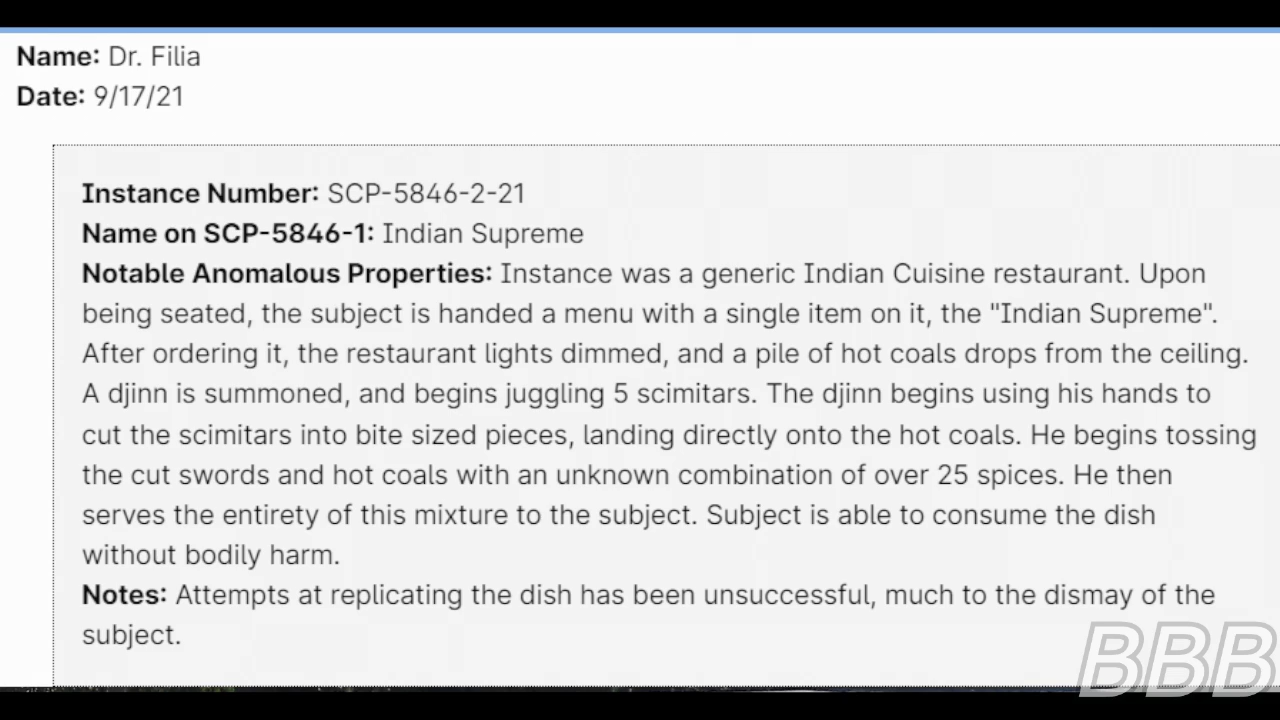 Name: Dr. Filia
Date: 9/17/21
Instance Number: SCP-5846-2-21
Name on SCP-5846-1: Indian Supreme
Notable Anomalous Properties: Instance was a generic Indian Cuisine restaurant. Upon
being seated, the subject is handed a menu with a single item on it, the "Indian Supreme".
After ordering it, the restaurant lights dimmed, and a pile of hot coals drops from the ceiling.
A djinn is summoned, and begins juggling 5 scimitars. The djinn begins using his hands to
cut the scimitars into bite sized pieces, landing directly onto the hot coals. He begins tossing
the cut swords and hot coals with an unknown combination of over 25 spices. He then
serves the entirety of this mixture to the subject. Subject is able to consume the dish
without bodily harm.
Notes: Attempts at replicating the dish has been unsuccessful, much to the dismay of the
subject.
BBB